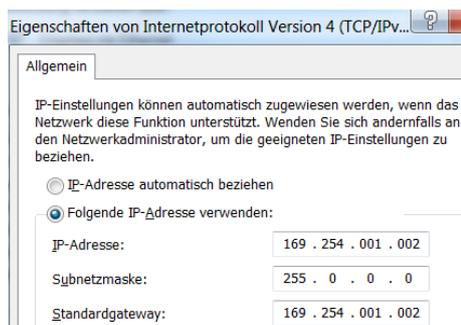 Eigenschaften von Internetprotokoll Version 4 (TCP/IPv...
Allgemein
IP-Einstellungen können automatisch zugewiesen werden, wenn das
Netzwerk diese Funktion unterstützt. Wenden Sie sich andernfalls an
den Netzwerkadministrator, um die geeigneten IP-Einstellungen zu
beziehen.
IP-Adresse automatisch beziehen
Folgende IP-Adresse verwenden:
IP-Adresse: 169 . 254 . 001 . 002
Subnetzmaske: 255 . 0 . 0 . 0
Standardgateway: 169 . 254 . 001 . 002